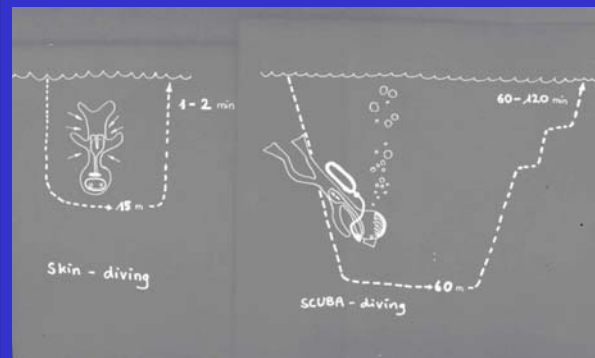 1-2 min
15 m
Skin - diving
60-120 min
60 m
SCUBA - diving